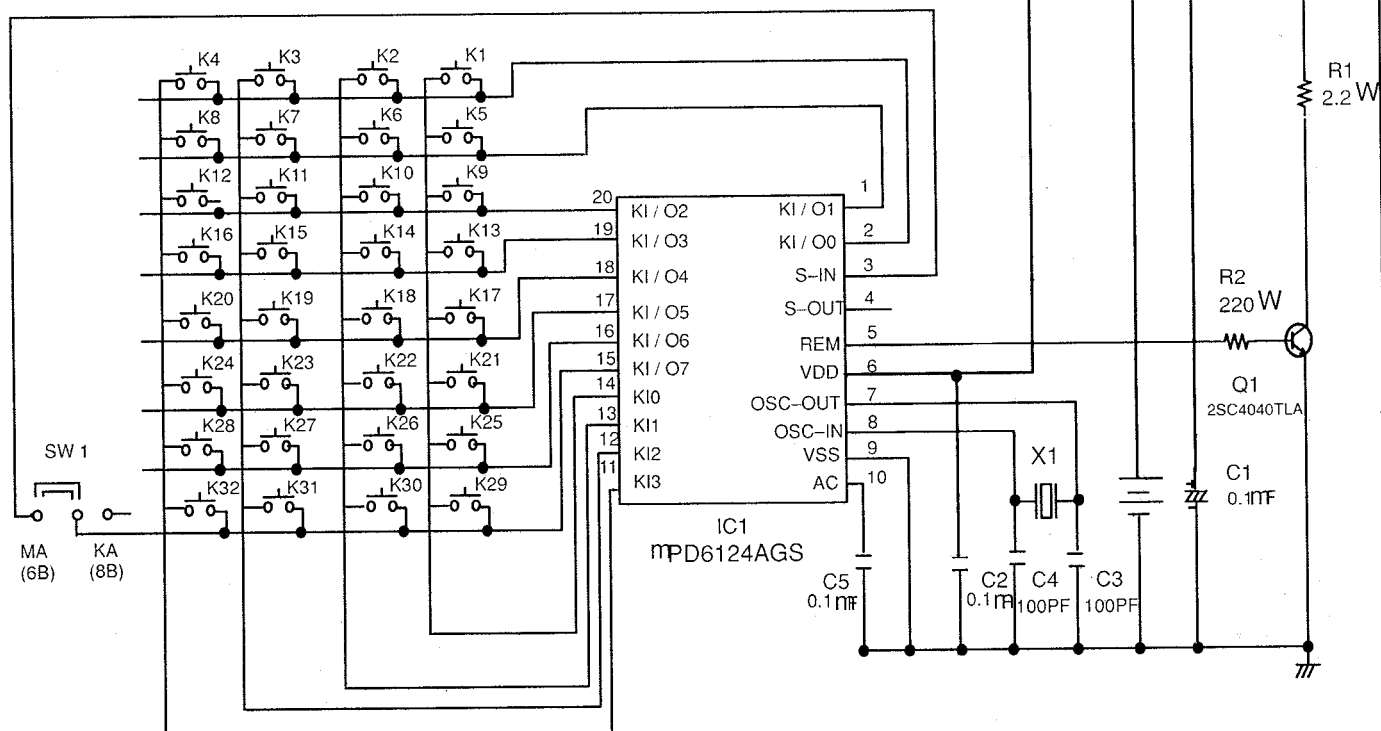 K4 K3 K2 K1
K8 K7 K6 K5
K12 K11 K10 K9
K16 K15 K14 K13
K20 K19 K18 K17
K24 K23 K22 K21
K28 K27 K26 K25
K32 K31 K30 K29
SW 1
MA
(6B)
KA
(8B)
20 KI / O2
19 KI / O3
18 KI / O4
17 KI / O5
16 KI / O6
15 KI / O7
14 KI0
13 KI1
12 KI2
11 KI3
KI / O1 1
KI / O0 2
S-IN 3
S-OUT 4
REM 5
VDD 6
OSC-OUT 7
OSC-IN 8
VSS 9
AC 10
IC1
mPD6124AGS
R1
2.2 W
R2
220 W
Q1
2SC4040TLA
X1
C1
0.1mF
C5
0.1mF
C2
0.1m
C4
100PF
C3
100PF